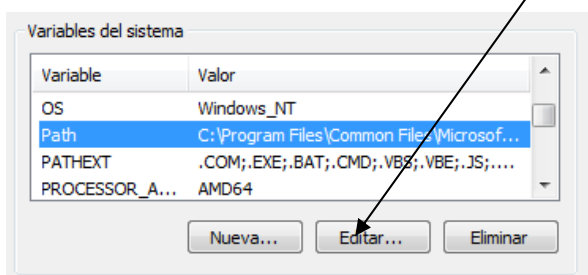 Variables del sistema
Variable Valor
OS Windows_NT
Path C:\Program Files\Common Files\Microsof...
PATHEXT .COM;.EXE;.BAT;.CMD;.VBS;.VBE;.JS;....
PROCESSOR_A... AMD64
Nueva... Editar... Eliminar